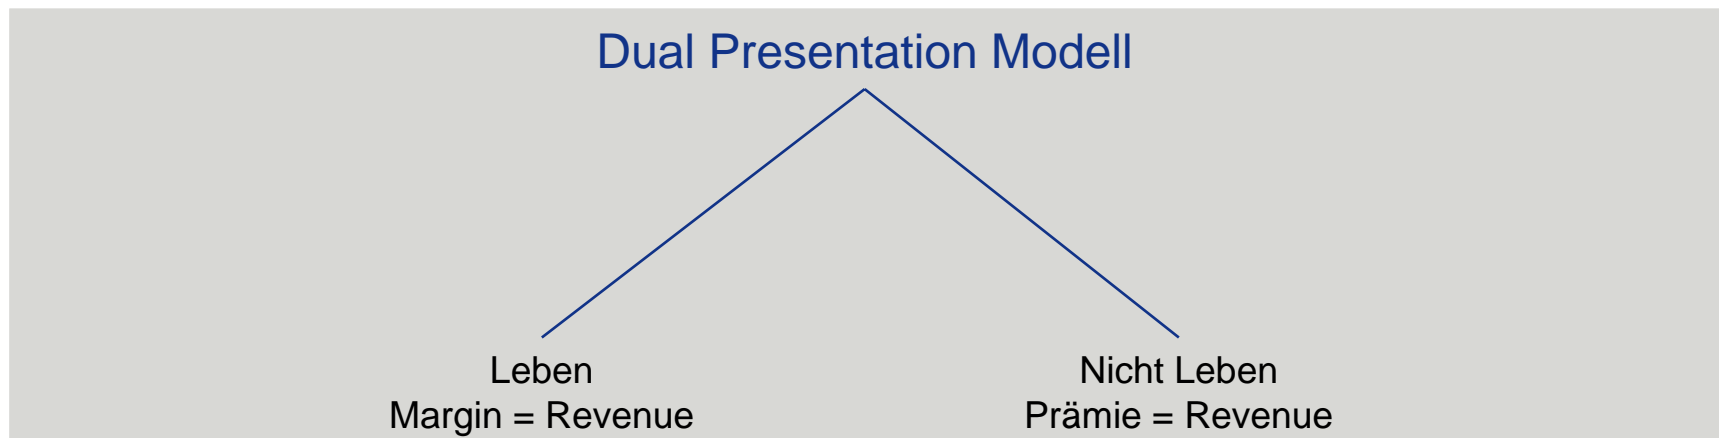 Dual Presentation Modell
Leben
Margin = Revenue
Nicht Leben
Prämie = Revenue